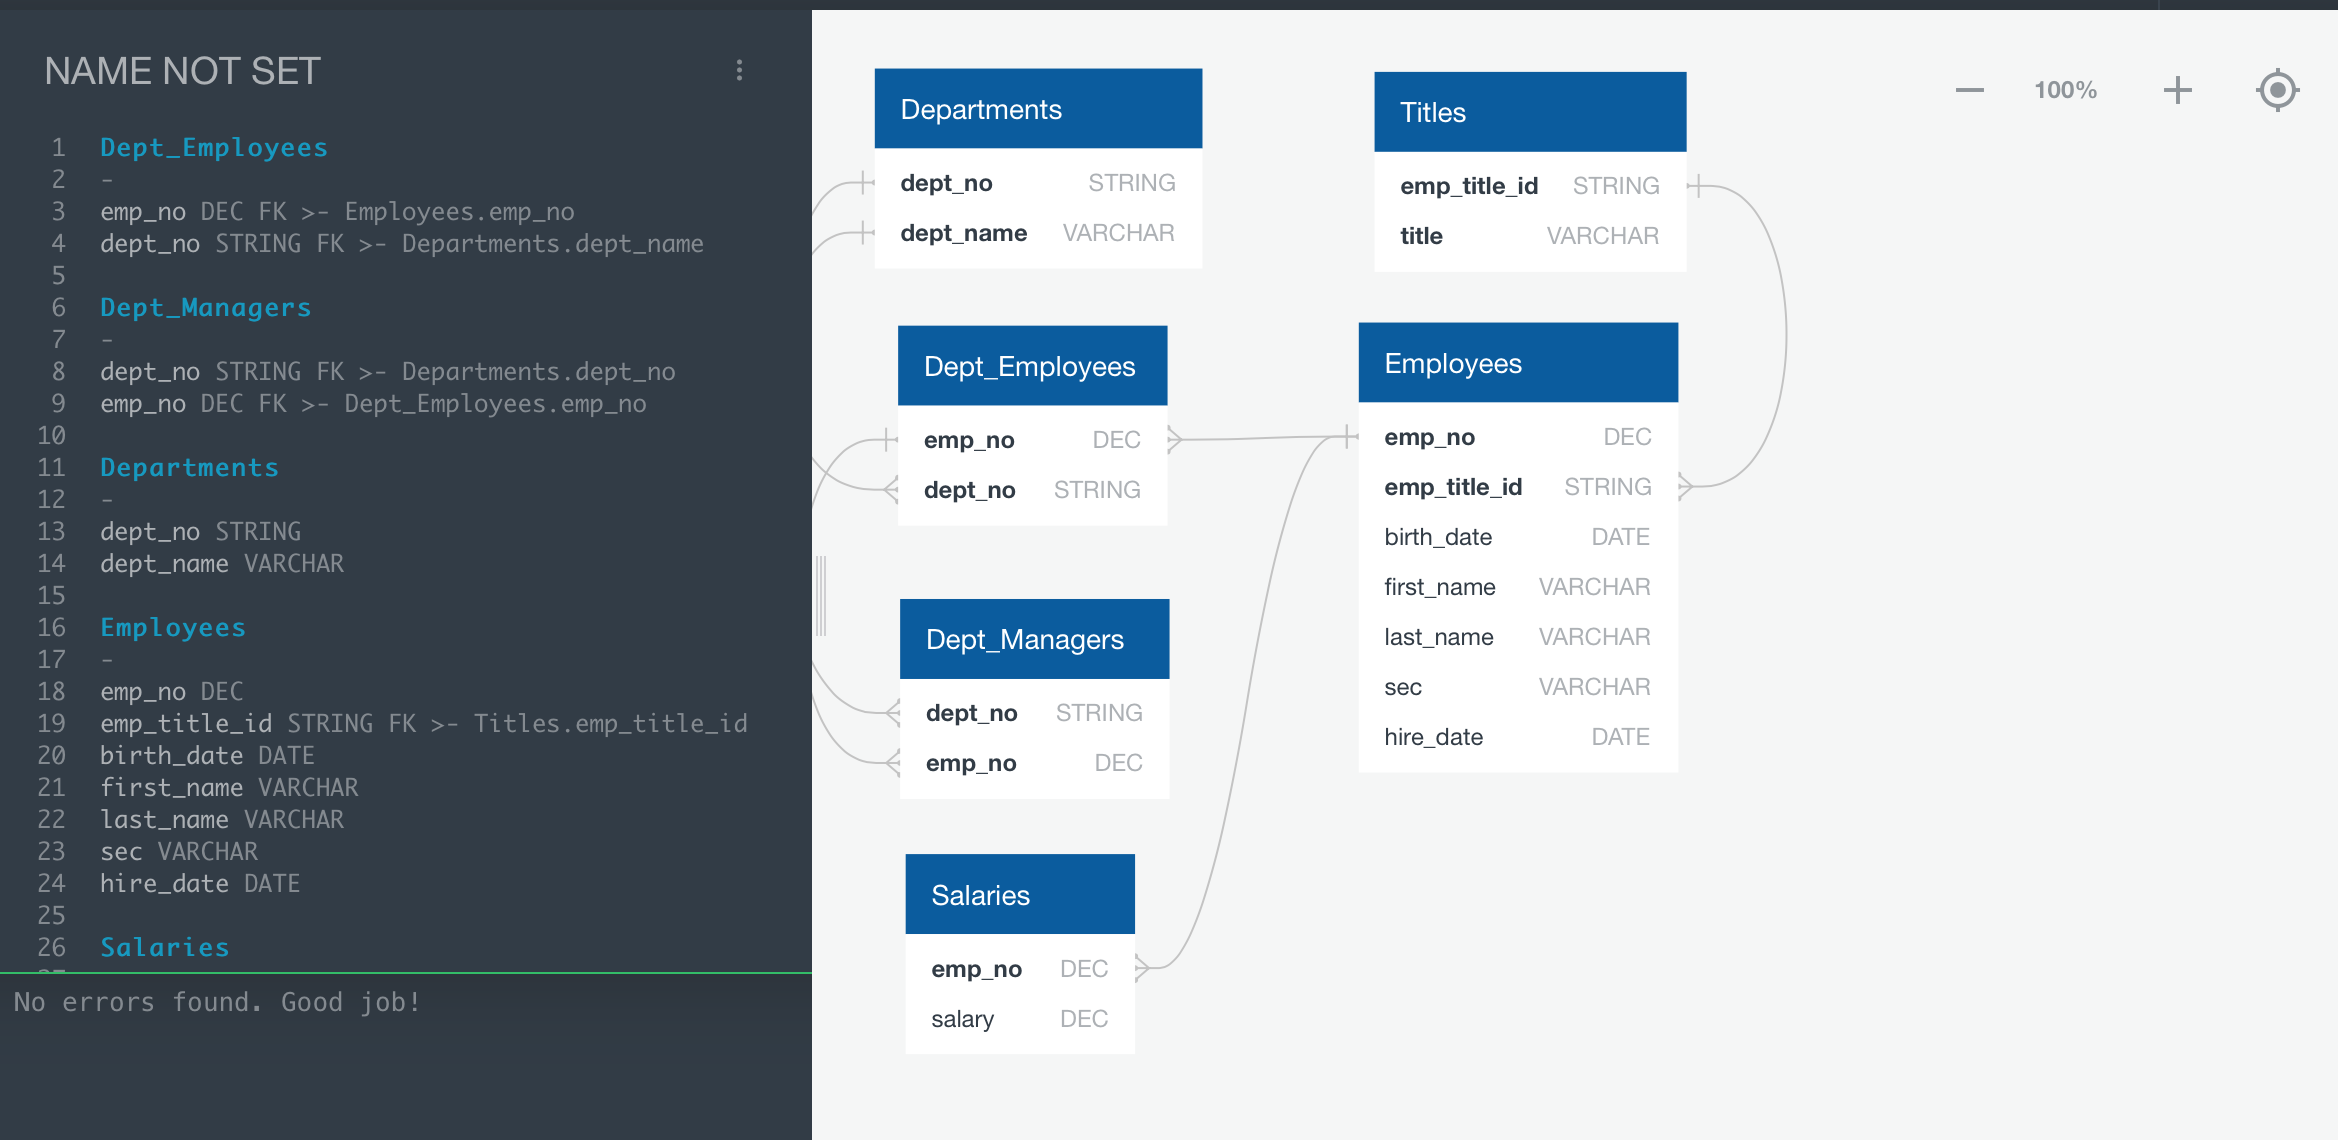 NAME NOT SET
1 Dept_Employees
2 -
3 emp_no DEC FK >- Employees.emp_no
4 dept_no STRING FK >- Departments.dept_name
5
6 Dept_Managers
7 -
8 dept_no STRING FK >- Departments.dept_no
9 emp_no DEC FK >- Dept_Employees.emp_no
10
11 Departments
12 -
13 dept_no STRING
14 dept_name VARCHAR
15
16 Employees
17 -
18 emp_no DEC
19 emp_title_id STRING FK >- Titles.emp_title_id
20 birth_date DATE
21 first_name VARCHAR
22 last_name VARCHAR
23 sec VARCHAR
24 hire_date DATE
25
26 Salaries
No errors found. Good job!
Departments
dept_no STRING
dept_name VARCHAR
Titles
emp_title_id STRING
title VARCHAR
100%
Dept_Employees
emp_no DEC
dept_no STRING
Employees
emp_no DEC
emp_title_id STRING
birth_date DATE
first_name VARCHAR
last_name VARCHAR
sec VARCHAR
hire_date DATE
Dept_Managers
dept_no STRING
emp_no DEC
Salaries
emp_no DEC
salary DEC